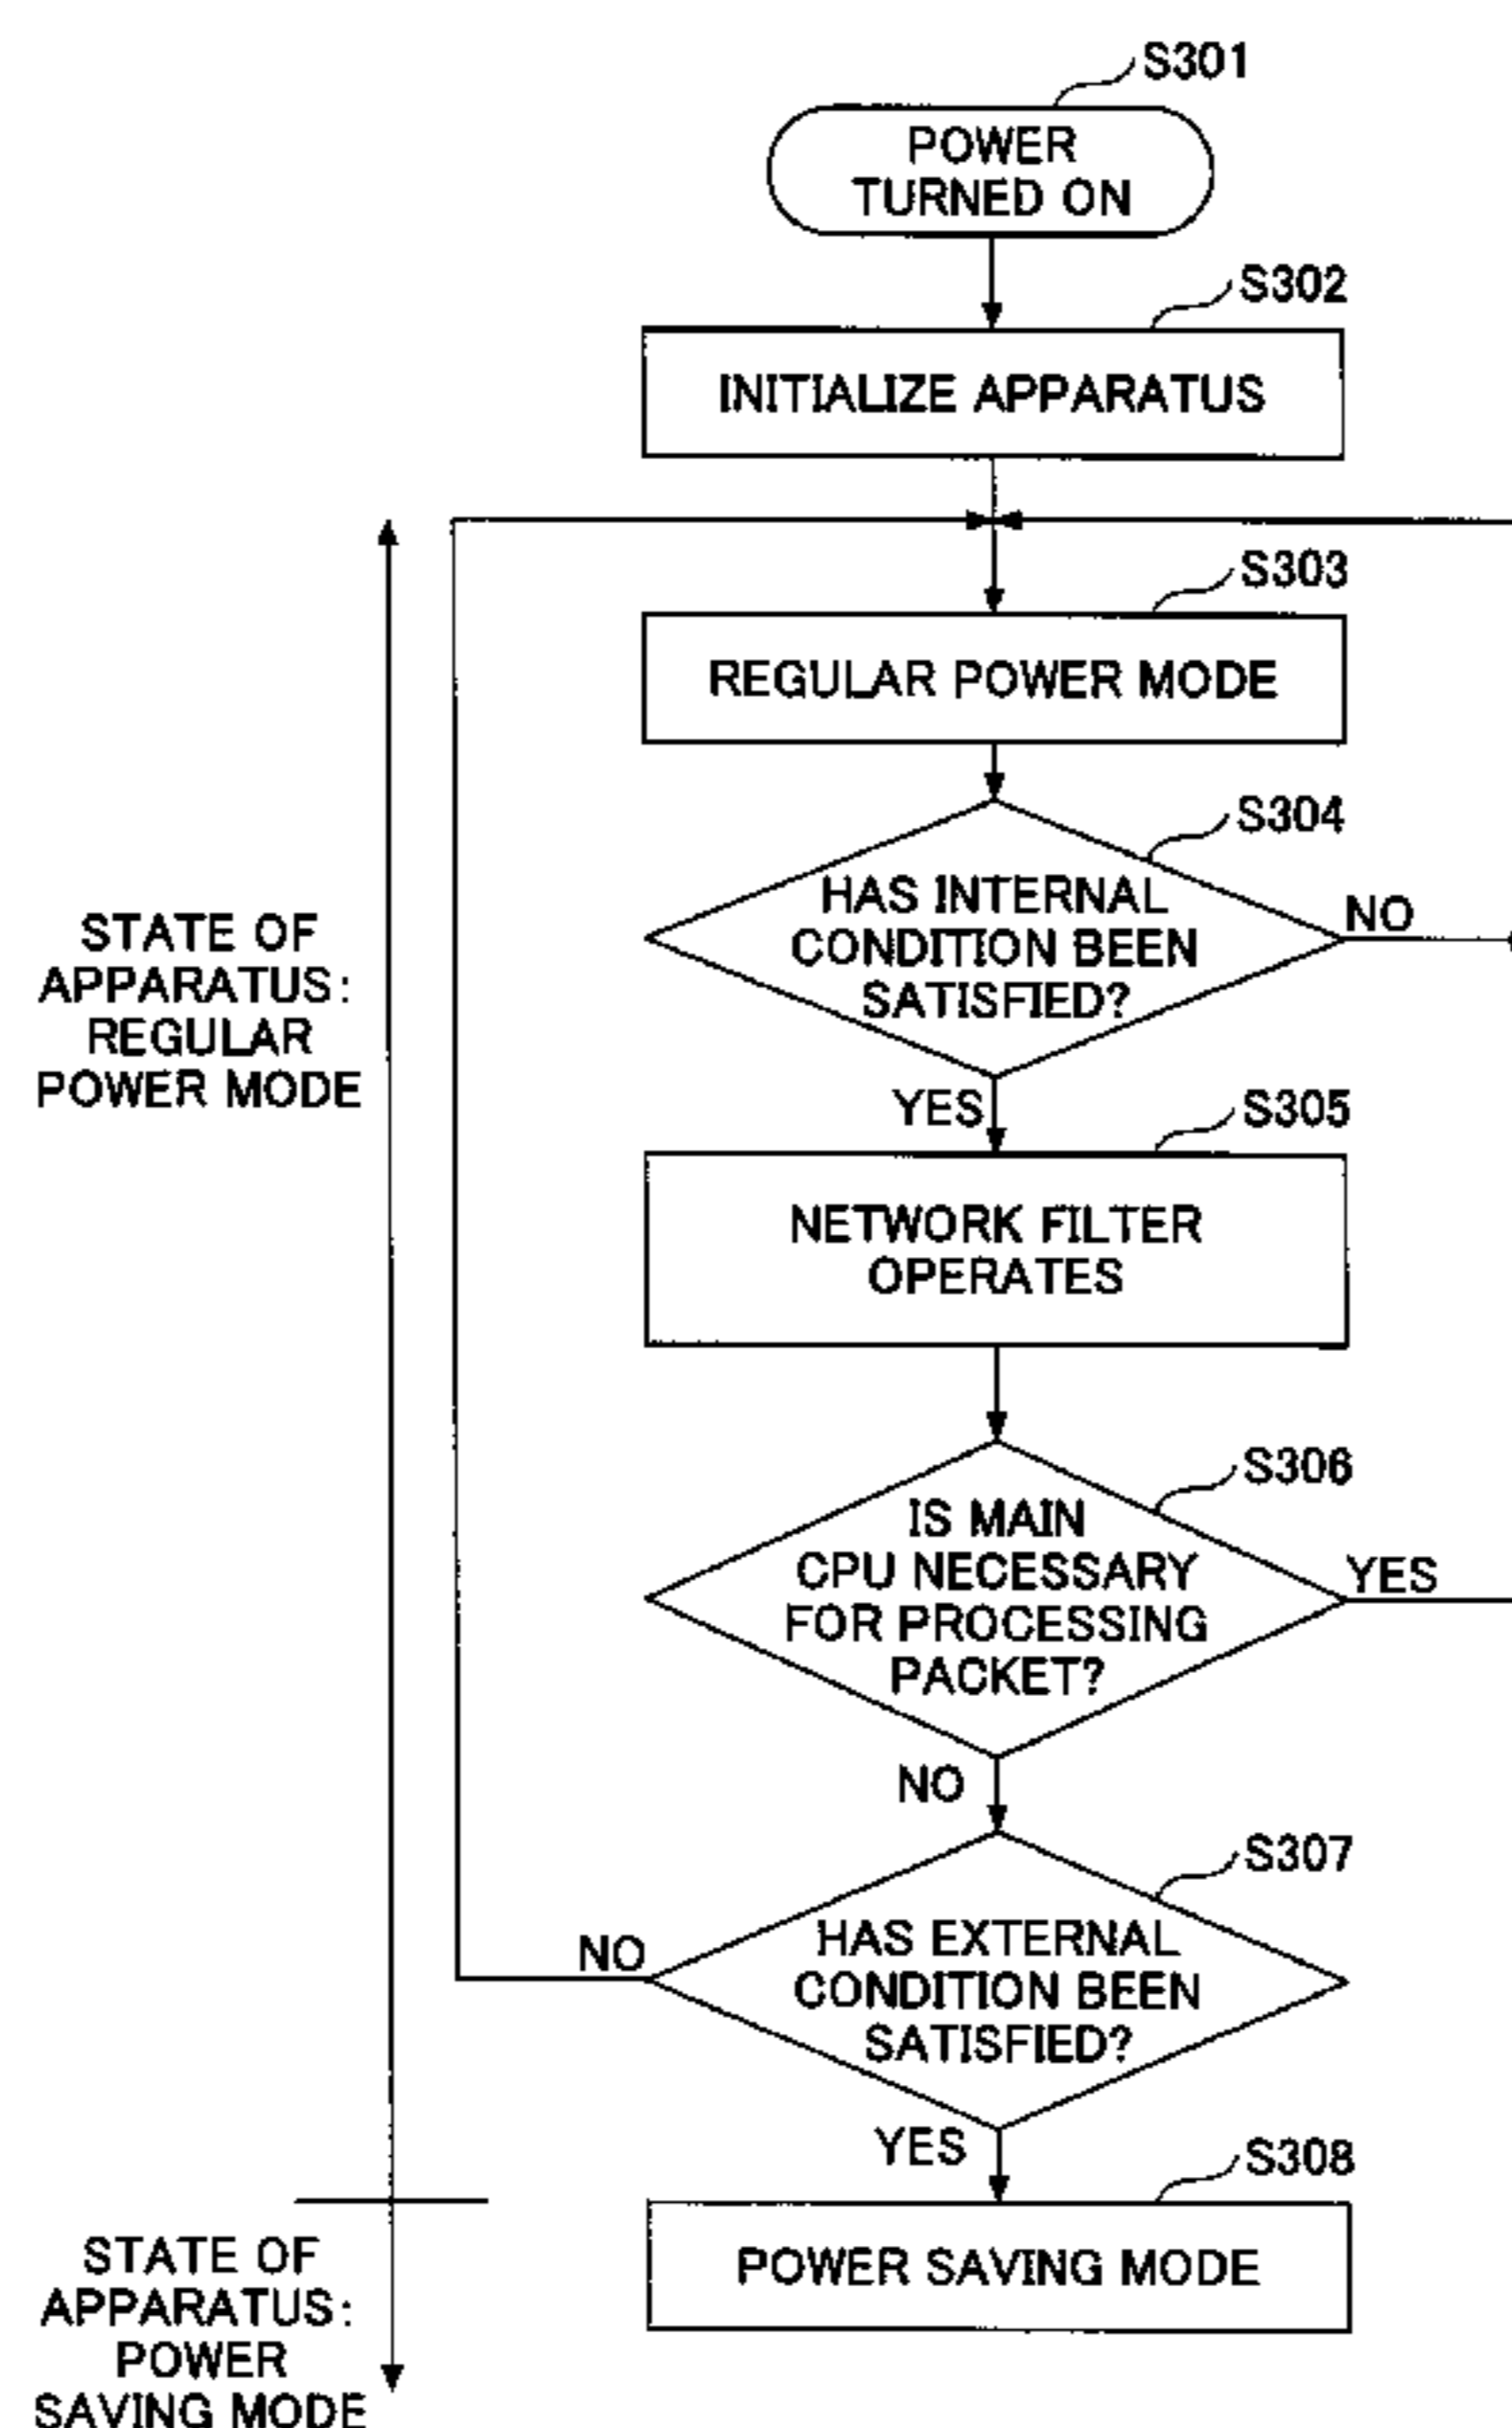 S301
POWER
TURNED ON
S302
INITIALIZE APPARATUS
S303
REGULAR POWER MODE
S304
HAS INTERNAL
CONDITION BEEN
SATISFIED?
NO
YES
STATE OF
APPARATUS:
REGULAR
POWER MODE
S305
NETWORK FILTER
OPERATES
S306
IS MAIN
CPU NECESSARY
FOR PROCESSING
PACKET?
YES
NO
S307
HAS EXTERNAL
CONDITION BEEN
SATISFIED?
NO
YES
S308
POWER SAVING MODE
STATE OF
APPARATUS:
POWER
SAVING MODE